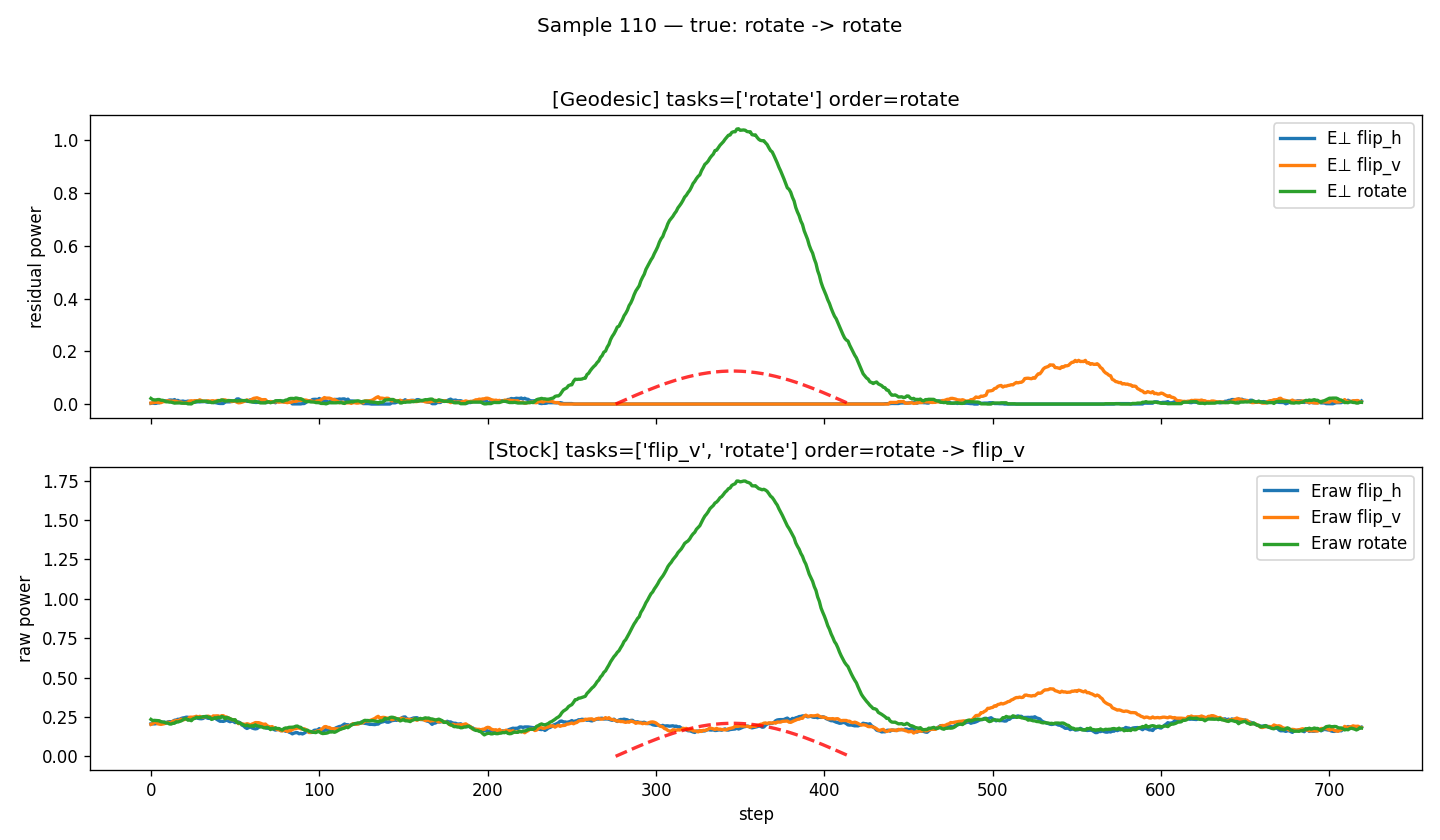 Sample 110 — true: rotate -> rotate
[Geodesic] tasks=['rotate'] order=rotate
residual power
1.0
0.8
0.6
0.4
0.2
0.0
E⊥ flip_h
E⊥ flip_v
E⊥ rotate
[Stock] tasks=['flip_v', 'rotate'] order=rotate -> flip_v
raw power
1.75
1.50
1.25
1.00
0.75
0.50
0.25
0.00
Eraw flip_h
Eraw flip_v
Eraw rotate
0 100 200 300 400 500 600 700
step